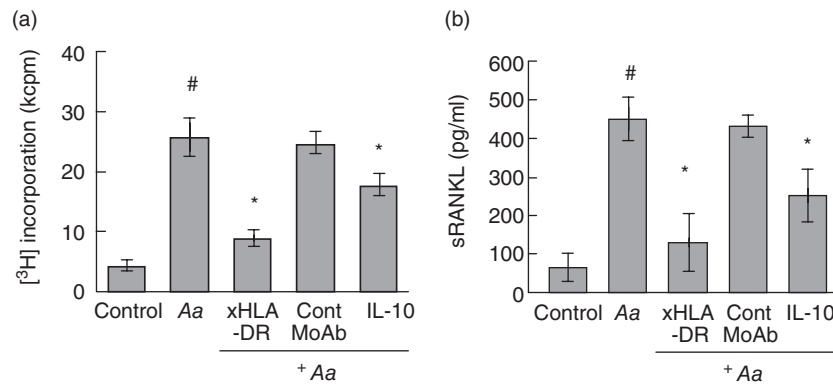 (a)
[³H] incorporation (kcpm)
40
30
20
10
0
#
*
*
Control Aa xHLA Cont IL-10
-DR MoAb
+ Aa
(b)
sRANKL (pg/ml)
600
500
400
300
200
100
0
#
*
*
Control Aa xHLA Cont IL-10
-DR MoAb
+ Aa